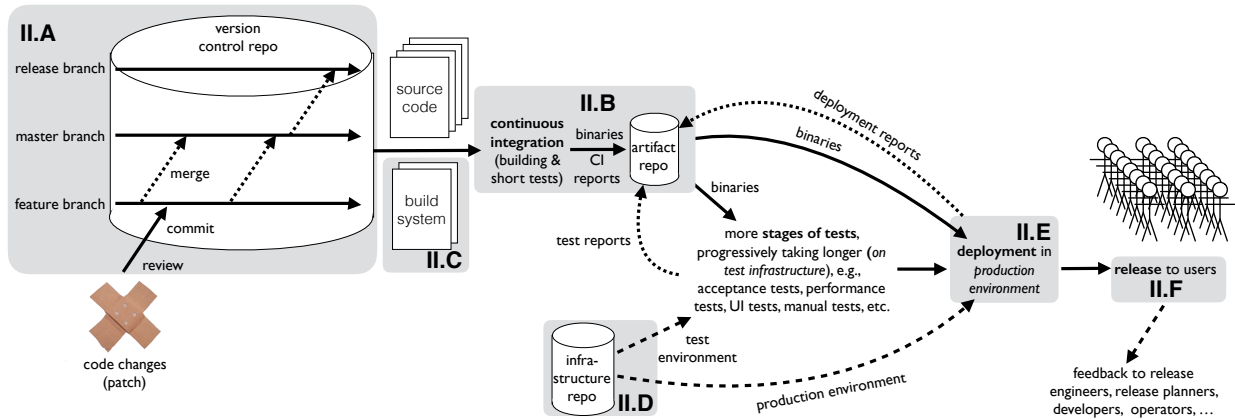 II.A
version
control repo
release branch
master branch
merge
feature branch
commit
review
code changes
(patch)
source
code
build
system
II.C
II.B
continuous
integration
(building &
short tests)
binaries
CI
reports
artifact
repo
deployment reports
binaries
binaries
test reports
more stages of tests,
progressively taking longer (on
test infrastructure), e.g.,
acceptance tests, performance
tests, UI tests, manual tests, etc.
infra-
structure
repo
II.D
test
environment
production environment
II.E
deployment in
production
environment
release to users
II.F
feedback to release
engineers, release planners,
developers, operators, …